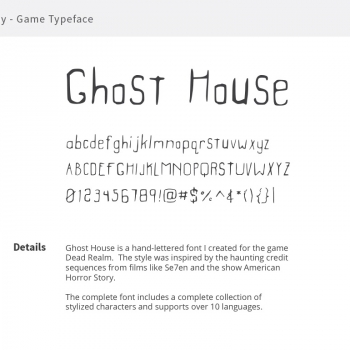 y - Game Typeface
Ghost House
abcdefghijklmnopqrstuvwxyz
ABCDEFGHIJKLMNOPQRSTUVWXYZ
0123456789!@#$%^&*(){}|
Details
Ghost House is a hand-lettered font I created for the game
Dead Realm. The style was inspired by the haunting credit
sequences from films like Se7en and the show American
Horror Story.
The complete font includes a complete collection of
stylized characters and supports over 10 languages.